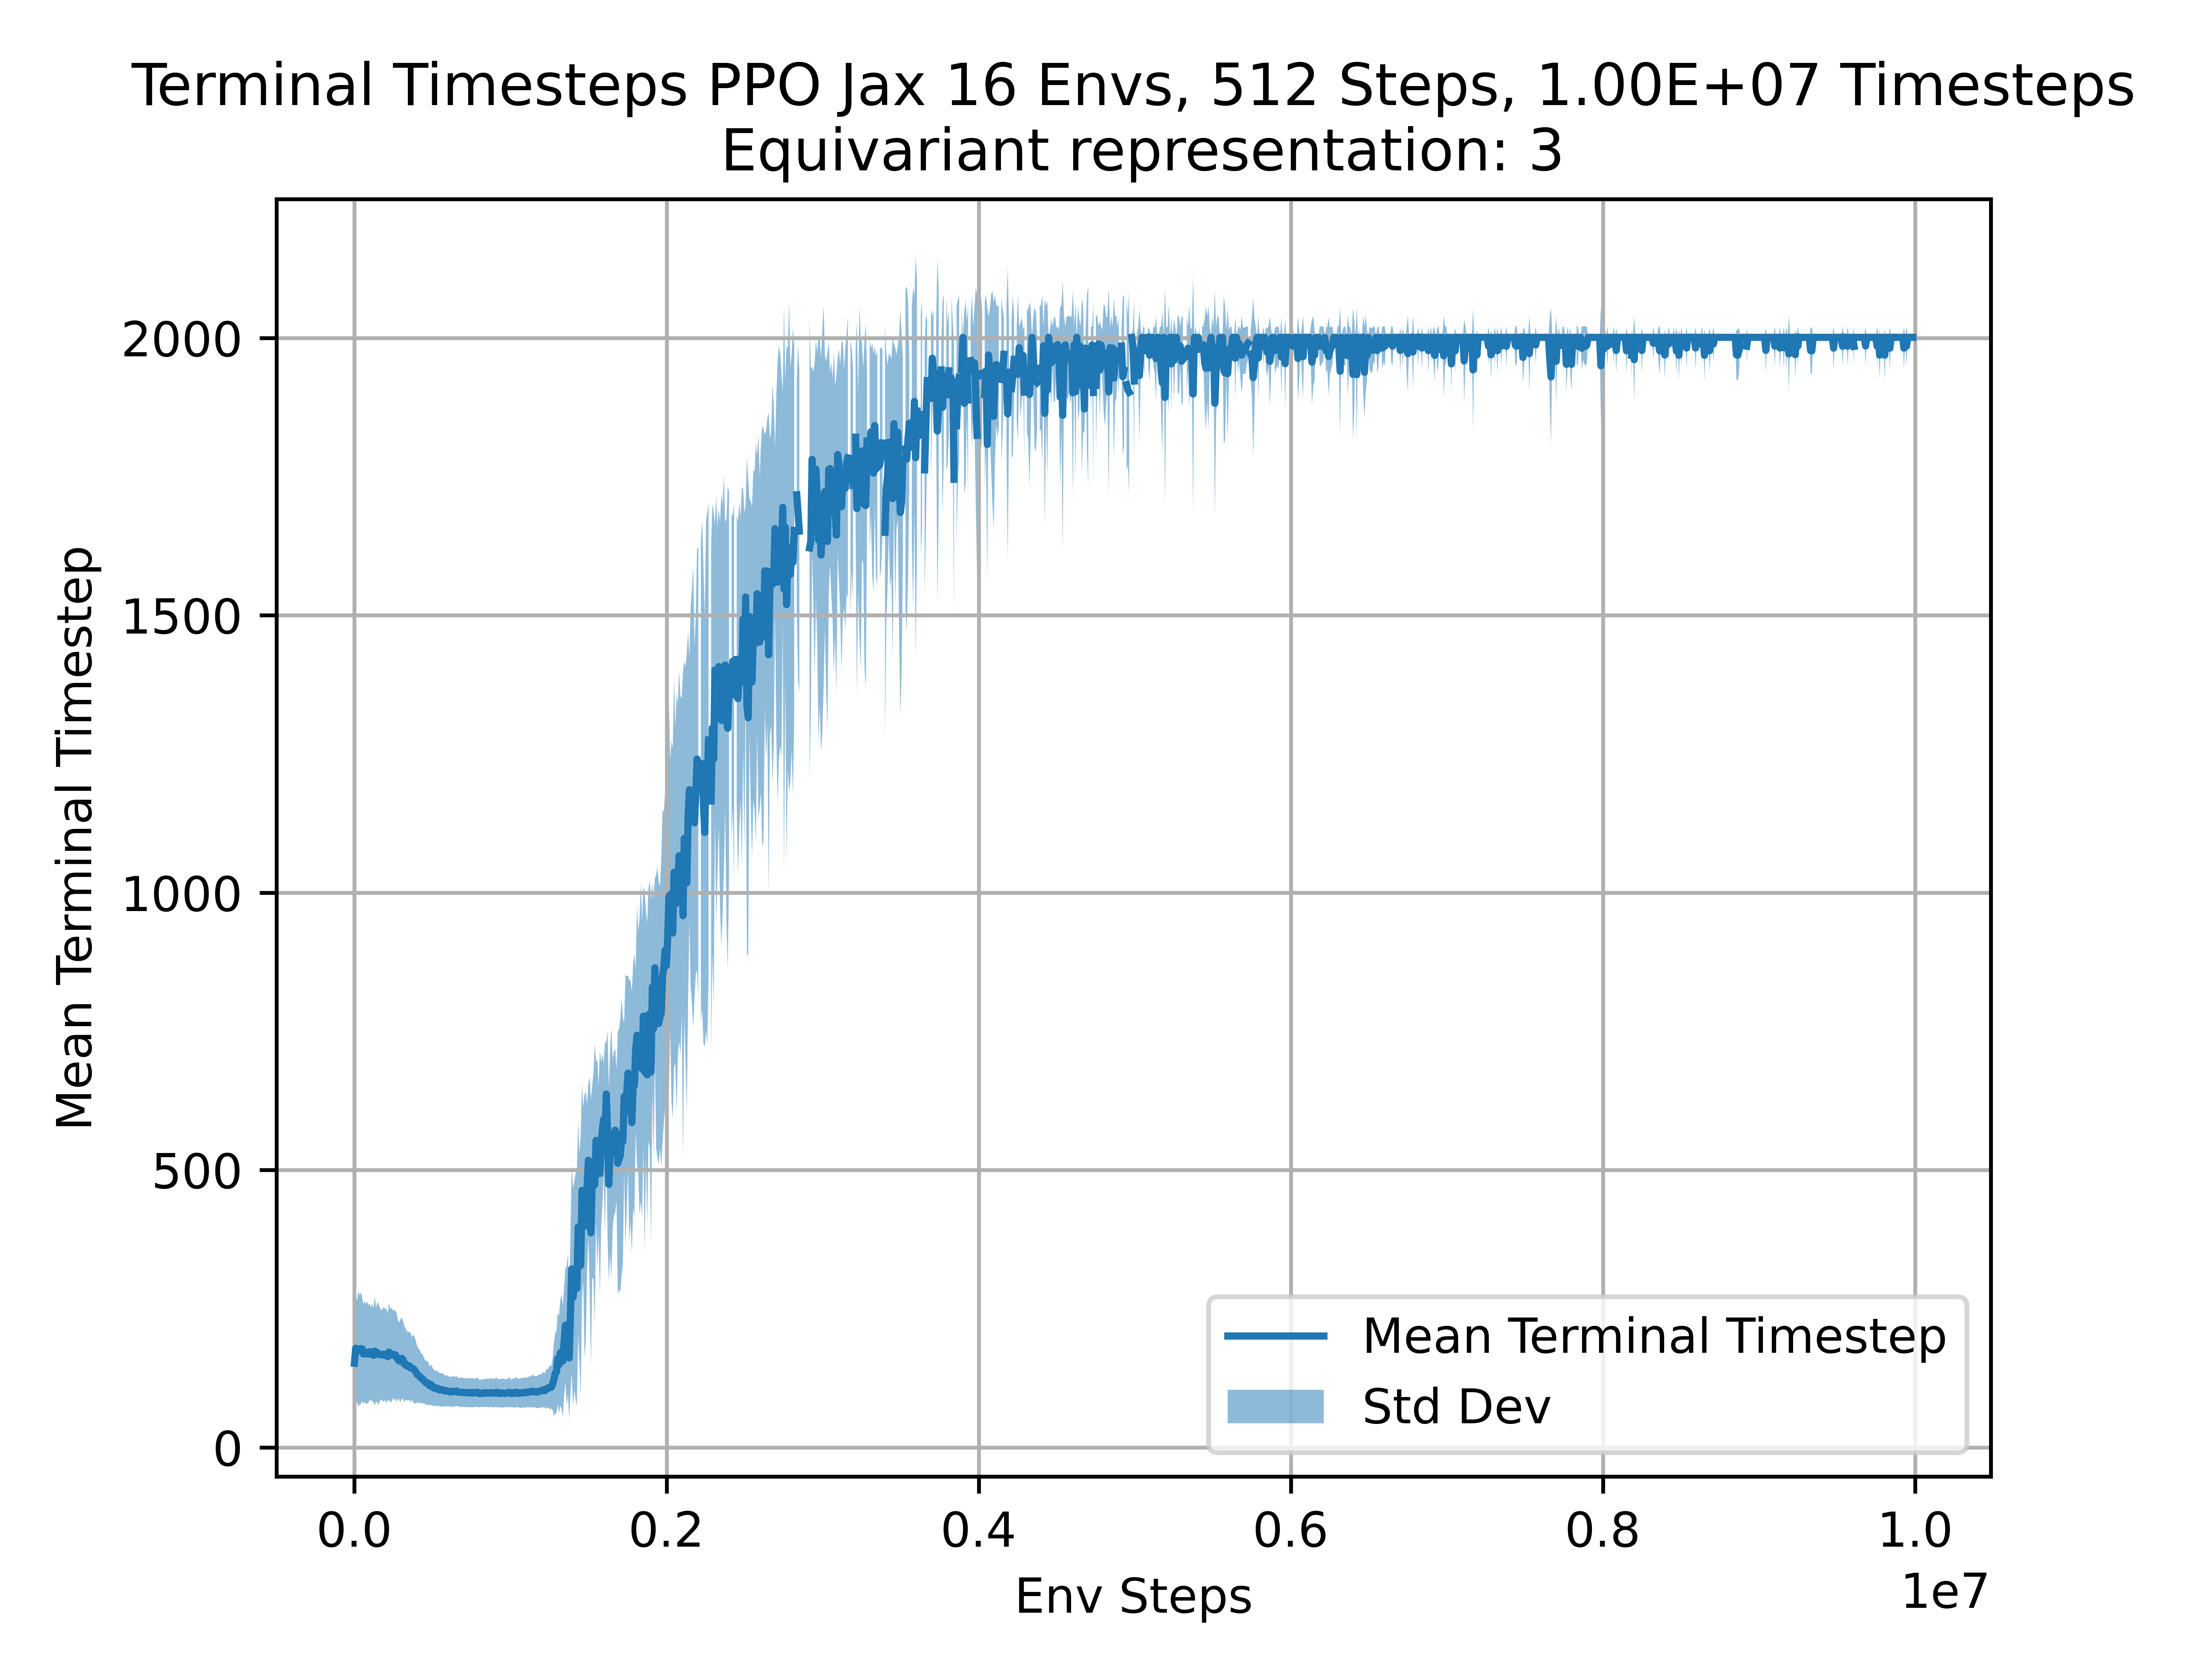 Terminal Timesteps PPO Jax 16 Envs, 512 Steps, 1.00E+07 Timesteps
Equivariant representation: 3
Mean Terminal Timestep
2000
1500
1000
500
0
Mean Terminal Timestep
Std Dev
0.0 0.2 0.4 0.6 0.8 1.0
Env Steps
1e7